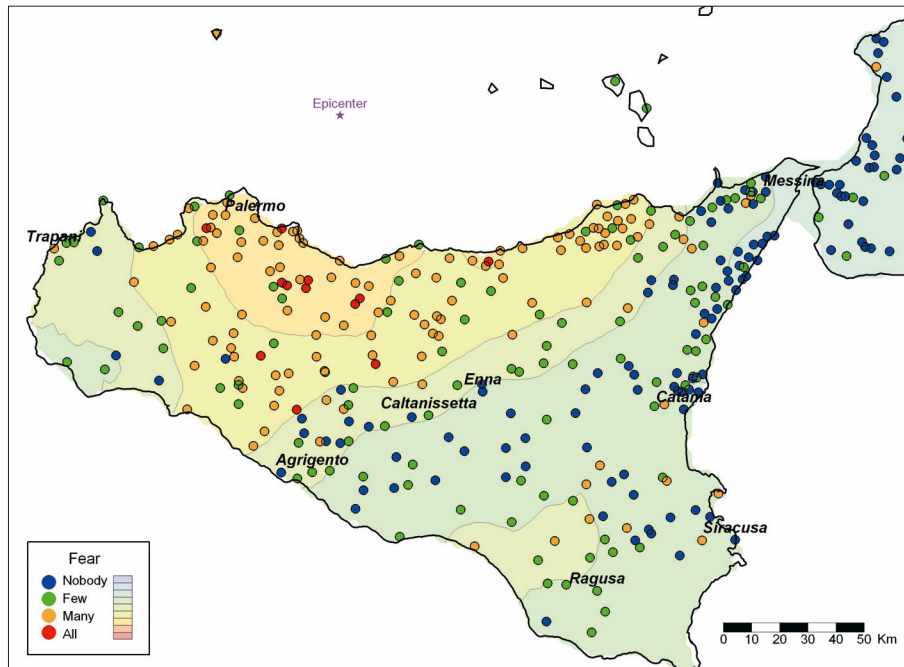 Epicenter
Messina
Palermo
Trapani
Enna
Caltanissetta
Catania
Agrigento
Siracusa
Ragusa
Fear
Nobody
Few
Many
All
0 10 20 30 40 50 Km